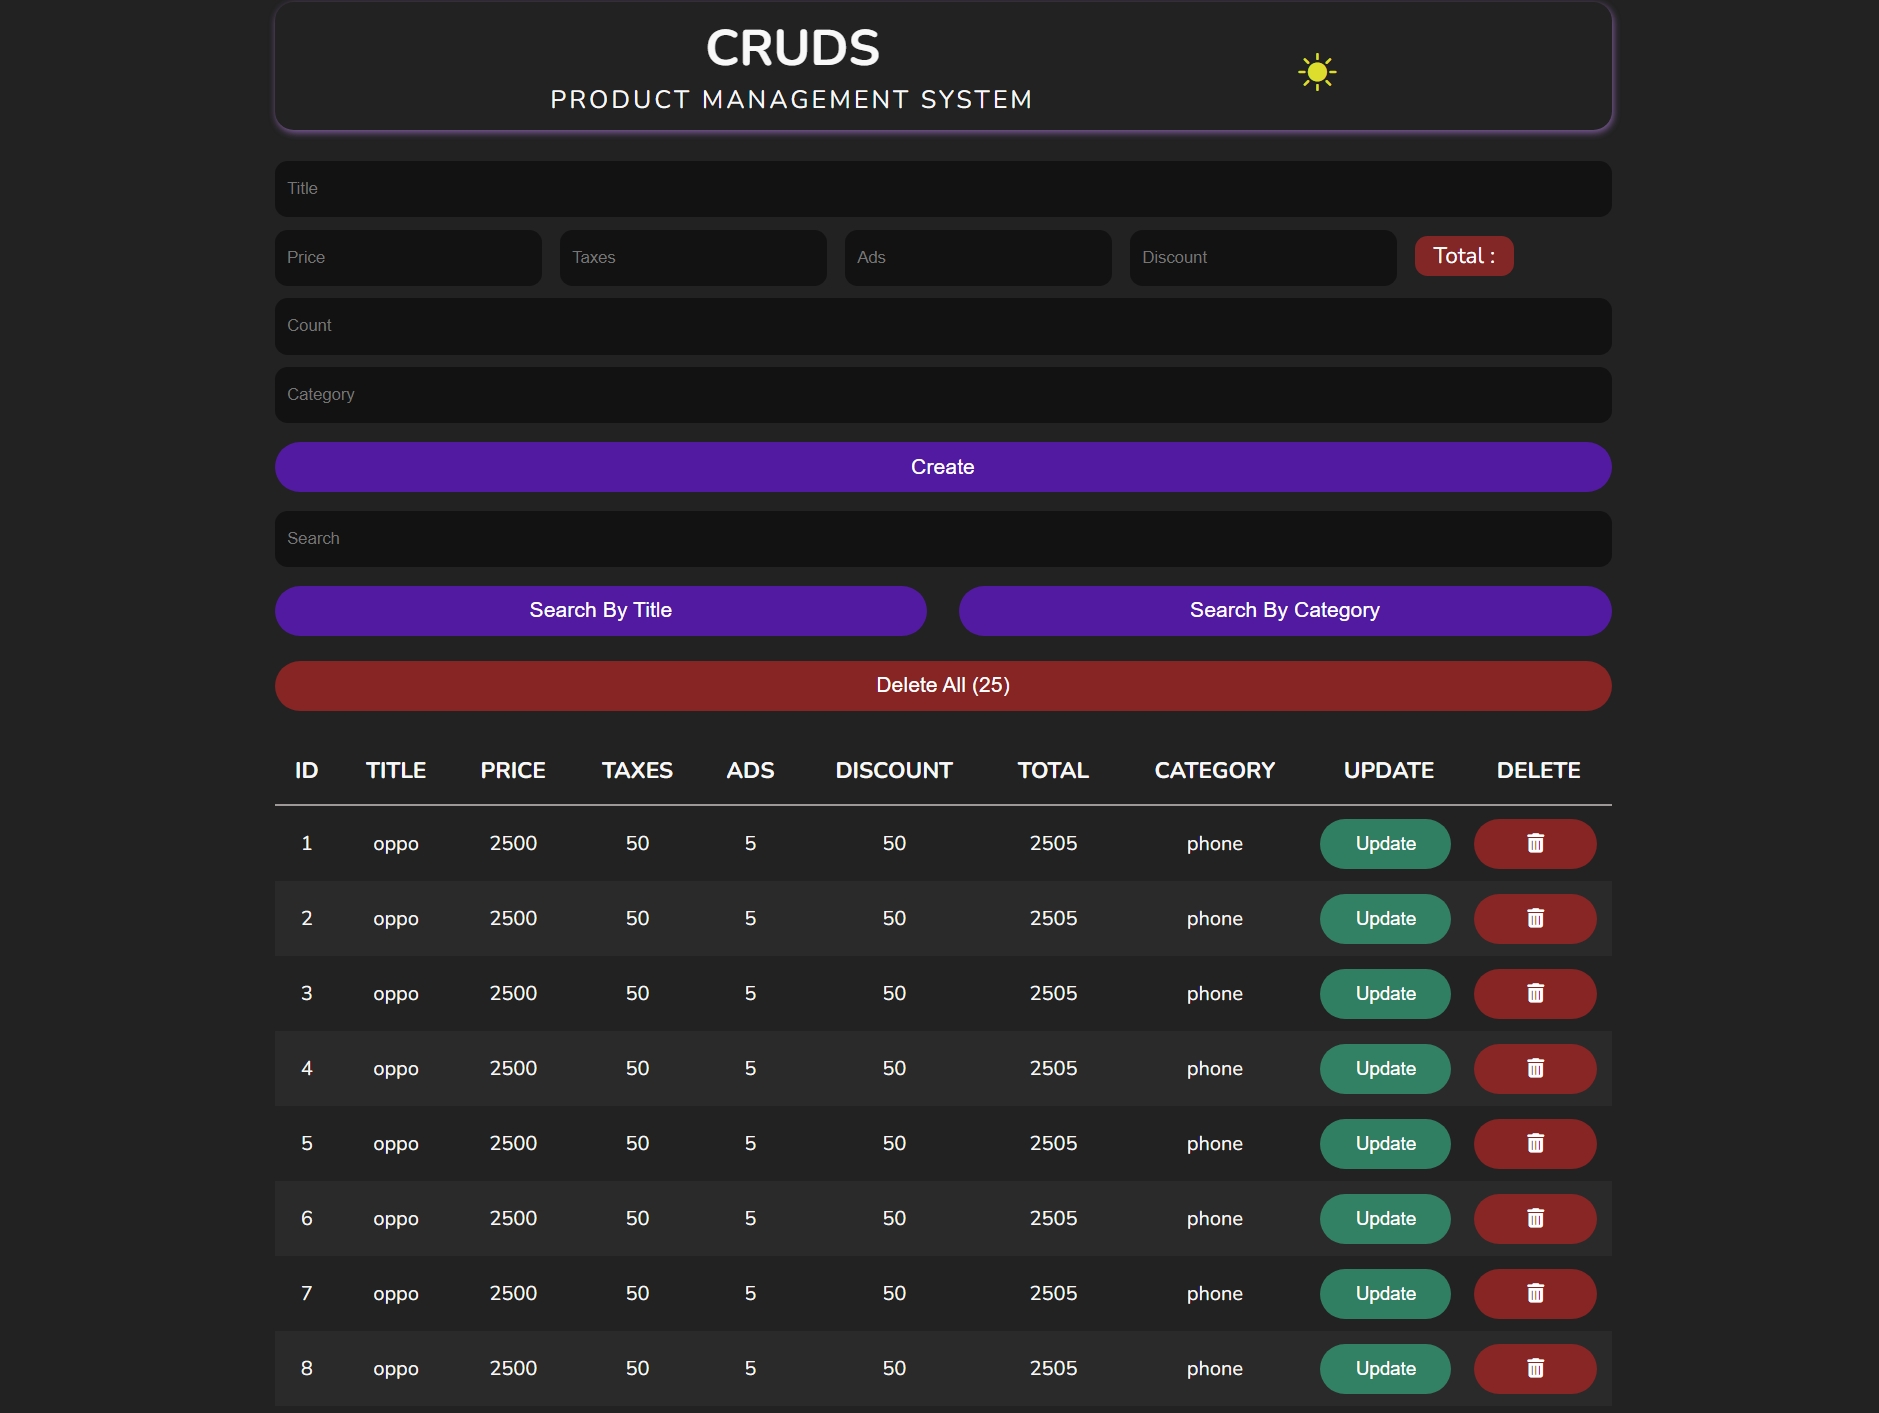 CRUDS
PRODUCT MANAGEMENT SYSTEM
Title
Price Taxes Ads Discount Total :
Count
Category
Create
Search
Search By Title Search By Category
Delete All (25)
ID TITLE PRICE TAXES ADS DISCOUNT TOTAL CATEGORY UPDATE DELETE
1 oppo 2500 50 5 50 2505 phone Update
2 oppo 2500 50 5 50 2505 phone Update
3 oppo 2500 50 5 50 2505 phone Update
4 oppo 2500 50 5 50 2505 phone Update
5 oppo 2500 50 5 50 2505 phone Update
6 oppo 2500 50 5 50 2505 phone Update
7 oppo 2500 50 5 50 2505 phone Update
8 oppo 2500 50 5 50 2505 phone Update